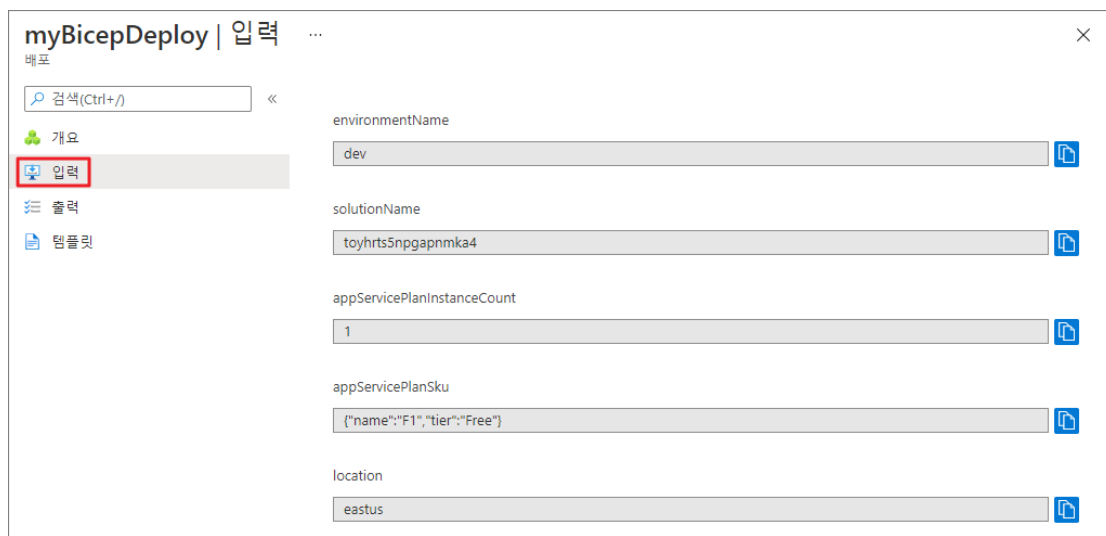 myBicepDeploy | 입력 ...
배포
검색(Ctrl+/)
개요
입력
출력
템플릿
environmentName
dev
solutionName
toyhrts5npgapnmka4
appServicePlanInstanceCount
1
appServicePlanSku
{"name":"F1","tier":"Free"}
location
eastus